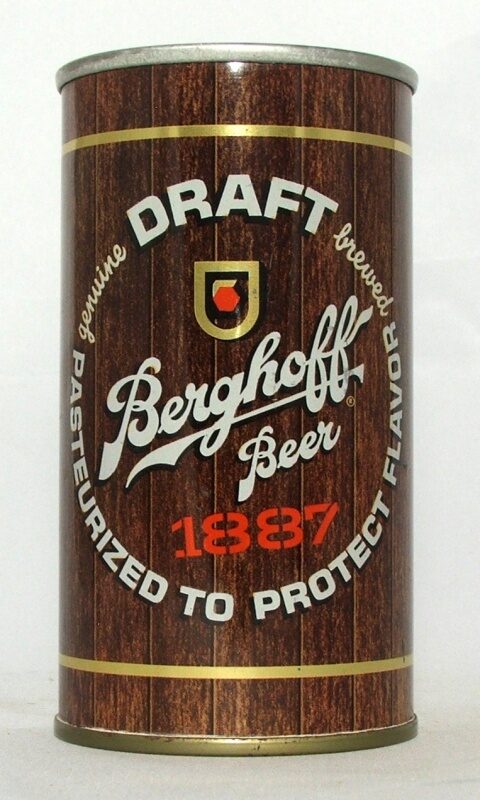 genuine DRAFT brewed
Berghoff®
Beer
1887
PASTEURIZED TO PROTECT FLAVOR